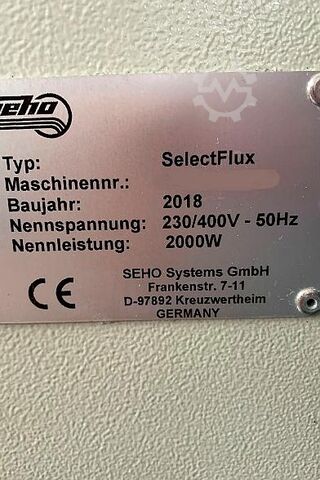 seho
Typ: SelectFlux
Maschinennr.:
Baujahr: 2018
Nennspannung: 230/400V - 50Hz
Nennleistung: 2000W
SEHO Systems GmbH
Frankenstr. 7-11
D-97892 Kreuzwertheim
GERMANY
CE